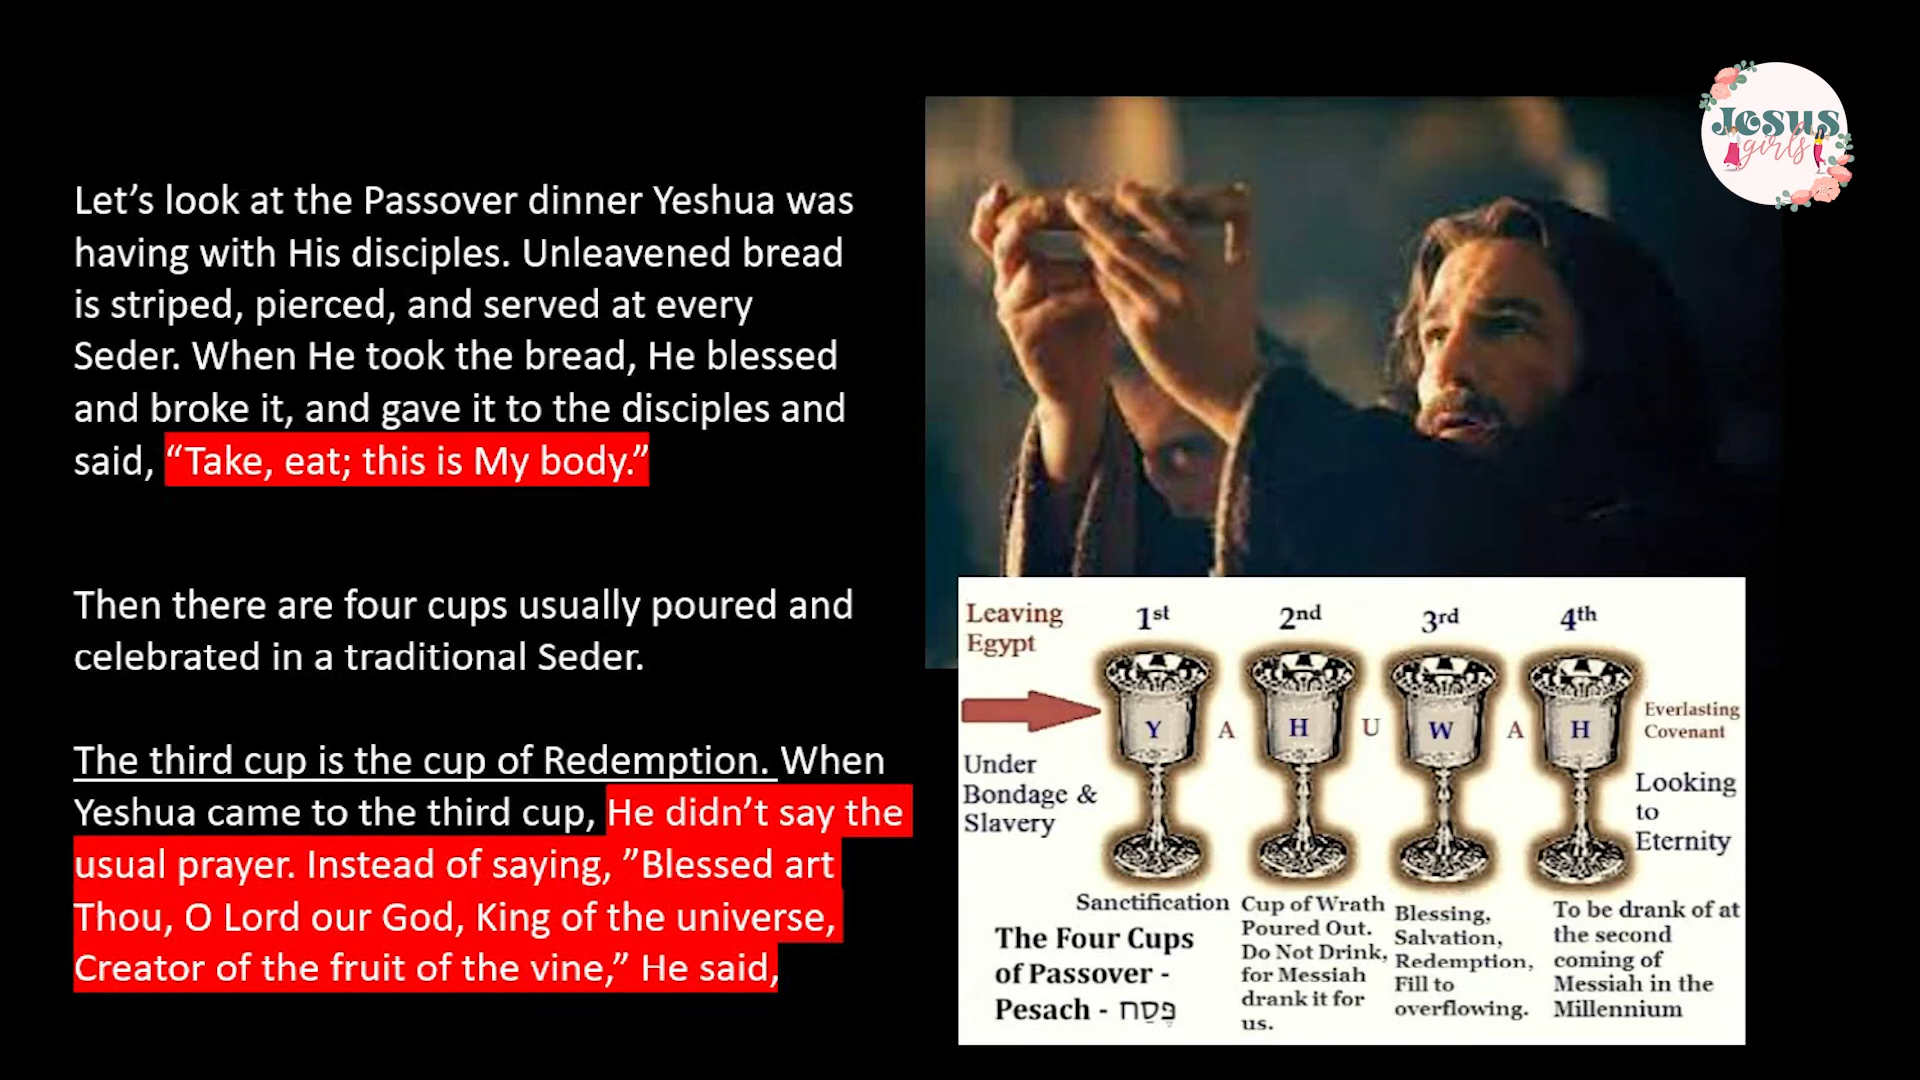 Jesus
girls
Let’s look at the Passover dinner Yeshua was
having with His disciples. Unleavened bread
is striped, pierced, and served at every
Seder. When He took the bread, He blessed
and broke it, and gave it to the disciples and
said, “Take, eat; this is My body.”
Then there are four cups usually poured and
celebrated in a traditional Seder.
The third cup is the cup of Redemption. When
Yeshua came to the third cup, He didn’t say the
usual prayer. Instead of saying, ”Blessed art
Thou, O Lord our God, King of the universe,
Creator of the fruit of the vine,” He said,
Leaving
Egypt
1st 2nd 3rd 4th
Y A H U W A H
Everlasting
Covenant
Under
Bondage &
Slavery
Looking
to
Eternity
Sanctification
Cup of Wrath
Poured Out.
Do Not Drink,
for Messiah
drank it for
us.
Blessing,
Salvation,
Redemption,
Fill to
overflowing.
To be drank of at
the second
coming of
Messiah in the
Millennium
The Four Cups
of Passover -
Pesach - פֶּסַח